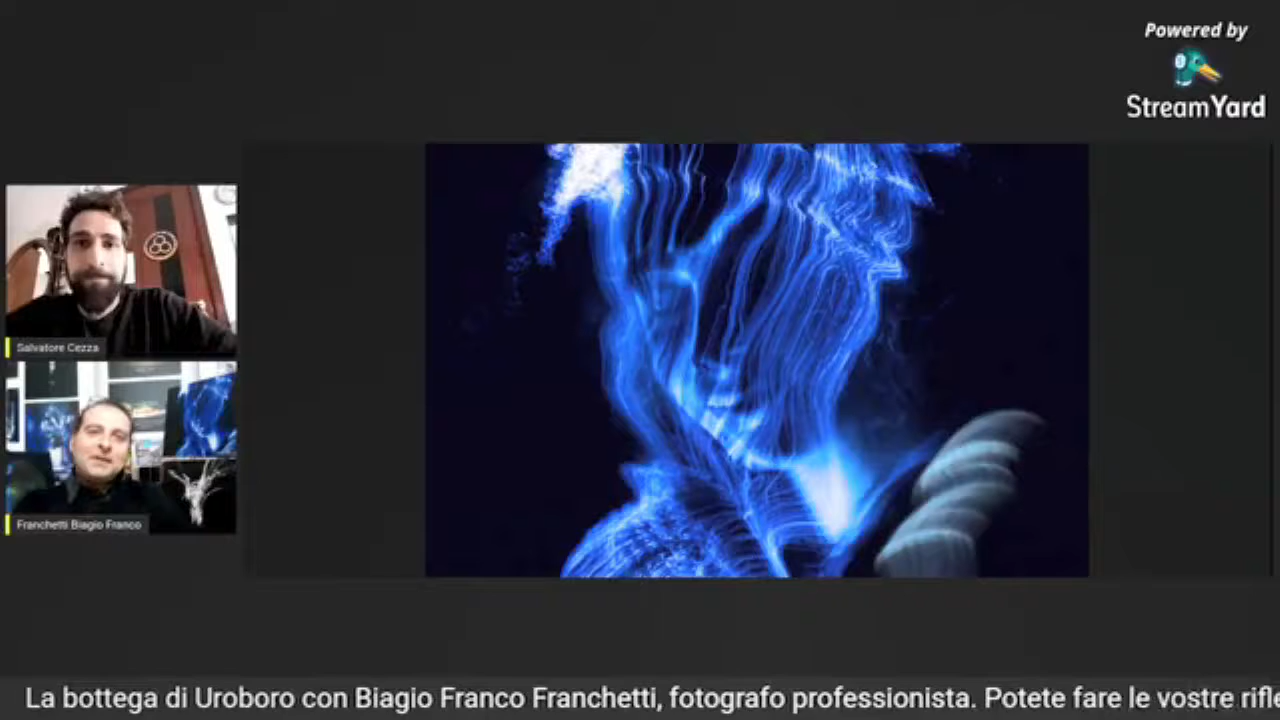 Powered by
StreamYard
Salvatore Cezza
Franchetti Biagio Franco
La bottega di Uroboro con Biagio Franco Franchetti, fotografo professionista. Potete fare le vostre rifle